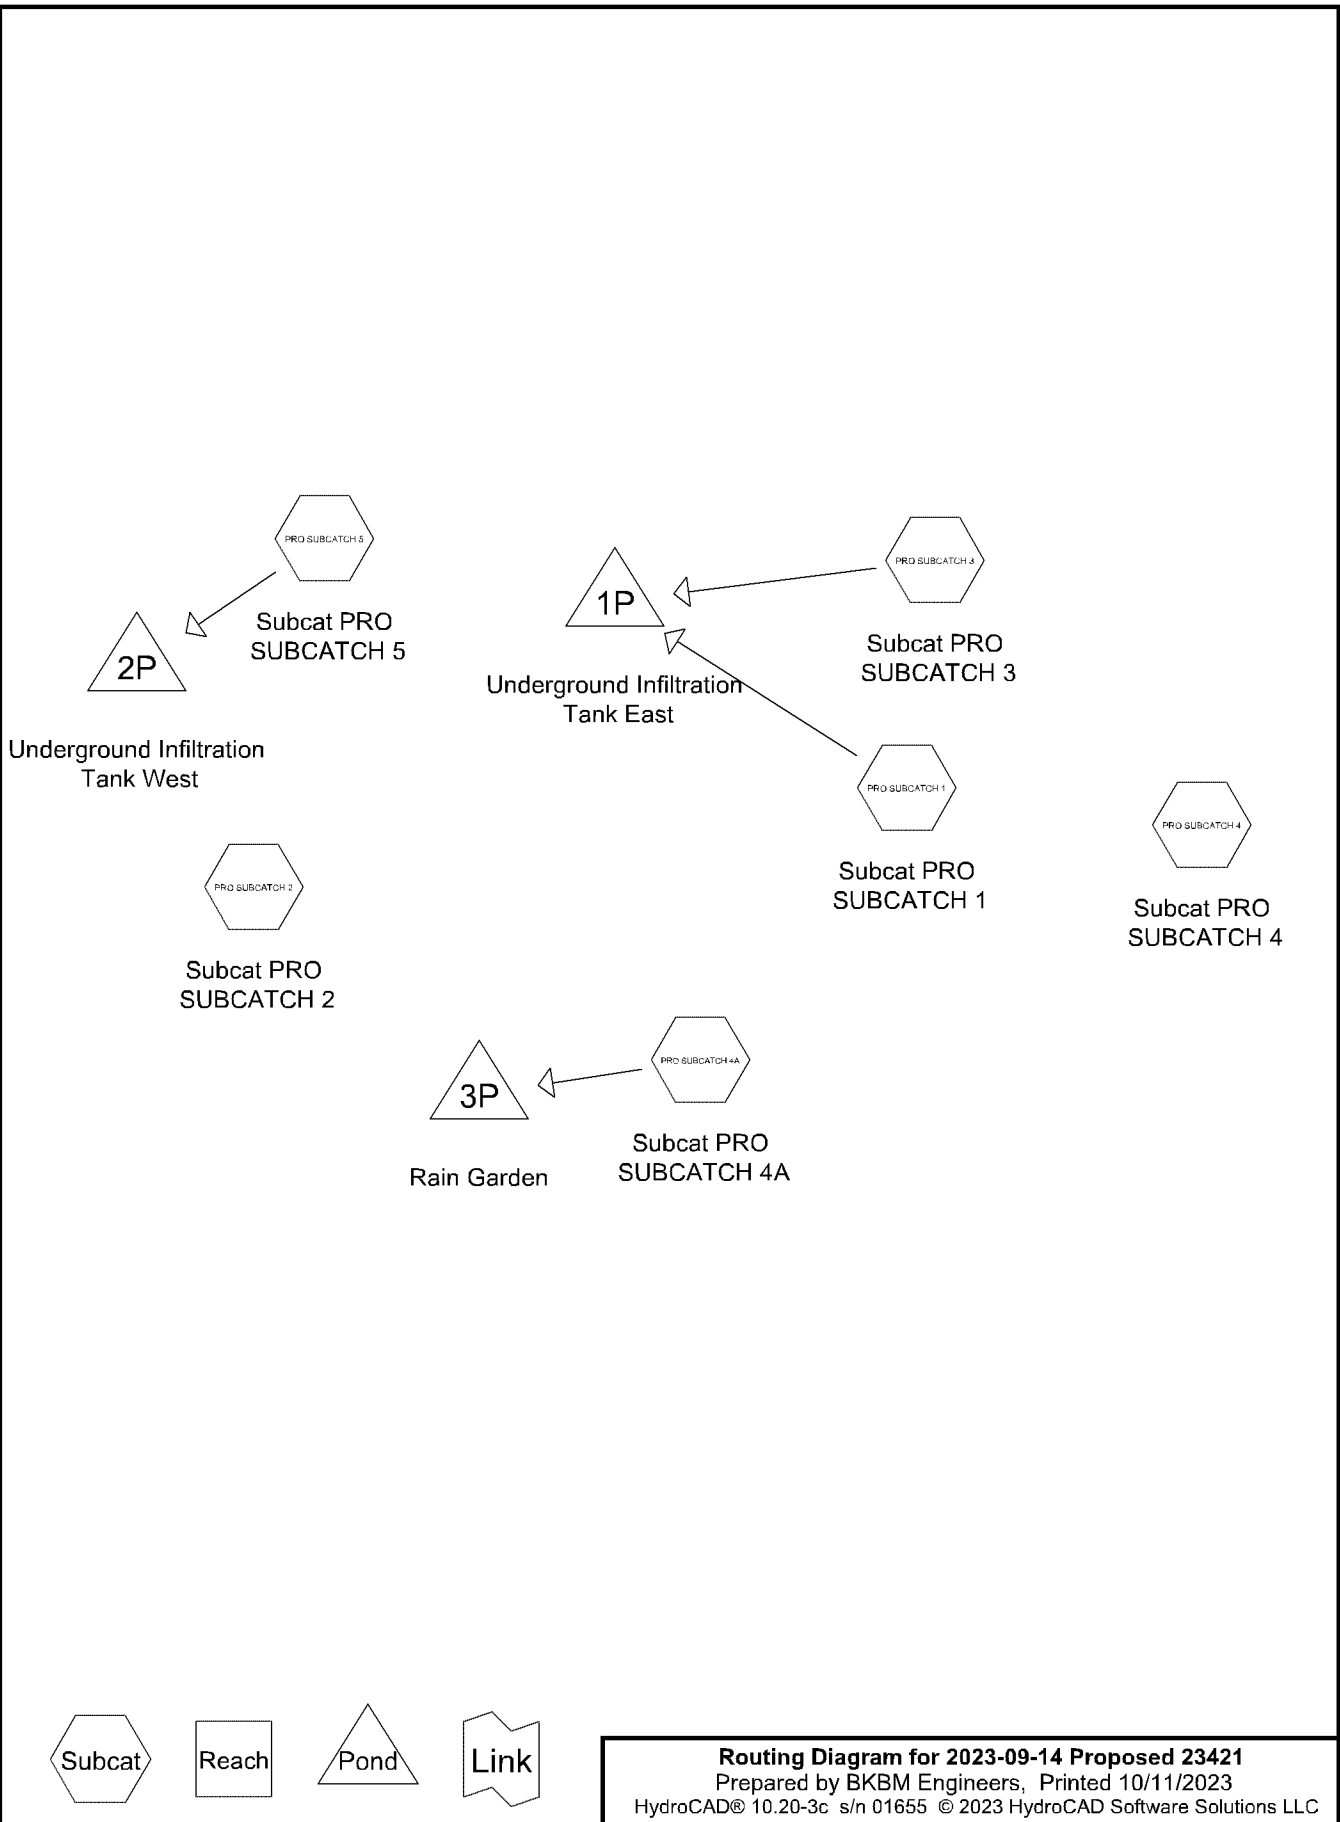 PRO SUBCATCH 5
Subcat PRO
SUBCATCH 5
2P
Underground Infiltration
Tank West
1P
Underground Infiltration
Tank East
PRO SUBCATCH 3
Subcat PRO
SUBCATCH 3
PRO SUBCATCH 1
Subcat PRO
SUBCATCH 1
PRO SUBCATCH 4
Subcat PRO
SUBCATCH 4
PRO SUBCATCH 2
Subcat PRO
SUBCATCH 2
3P
Rain Garden
PRO SUBCATCH 4A
Subcat PRO
SUBCATCH 4A
Subcat
Reach
Pond
Link
Routing Diagram for 2023-09-14 Proposed 23421
Prepared by BKBM Engineers, Printed 10/11/2023
HydroCAD® 10.20-3c s/n 01655 © 2023 HydroCAD Software Solutions LLC